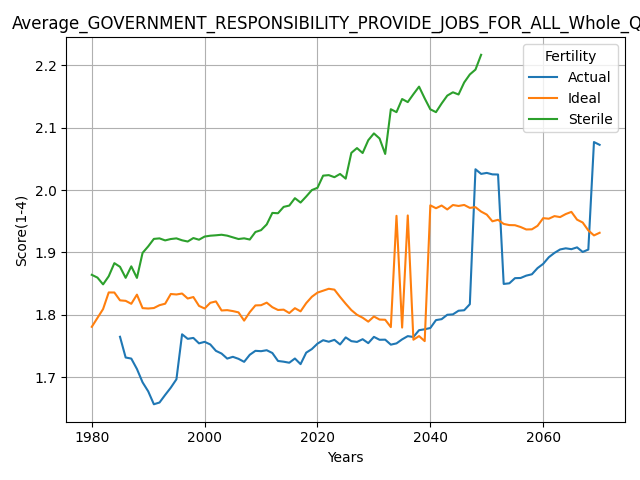 Average_GOVERNMENT_RESPONSIBILITY_PROVIDE_JOBS_FOR_ALL_Whole_Q
Fertility
Actual
Ideal
Sterile
Score(1-4)
2.2
2.1
2.0
1.9
1.8
1.7
1980 2000 2020 2040 2060
Years